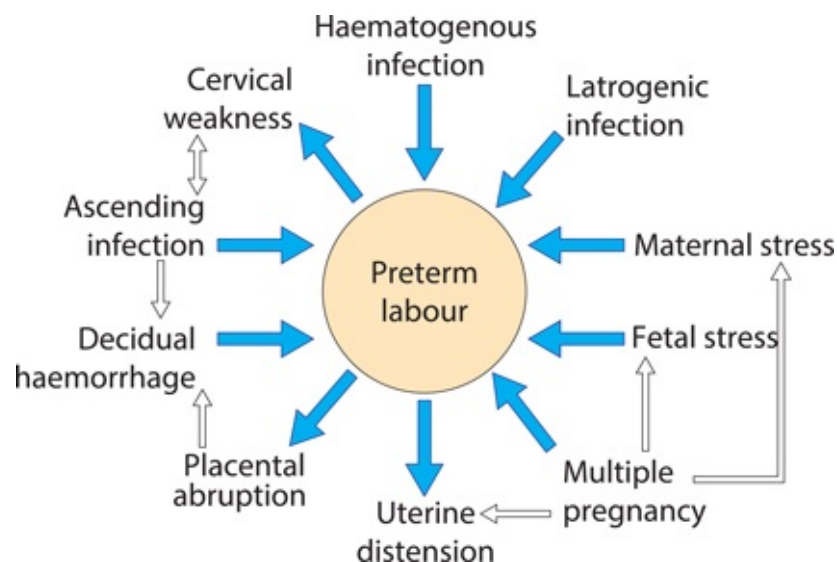 Haematogenous
infection
Cervical
weakness
Latrogenic
infection
Ascending
infection
Maternal stress
Preterm
labour
Decidual
haemorrhage
Fetal stress
Placental
abruption
Multiple
pregnancy
Uterine
distension